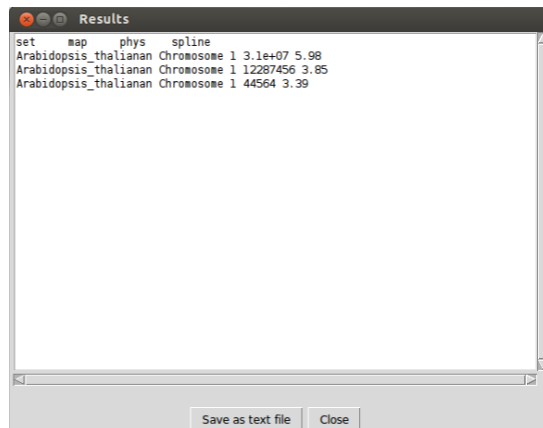 Results
set map phys spline
Arabidopsis_thalianan Chromosome 1 3.1e+07 5.98
Arabidopsis_thalianan Chromosome 1 12287456 3.85
Arabidopsis_thalianan Chromosome 1 44564 3.39
Save as text file Close